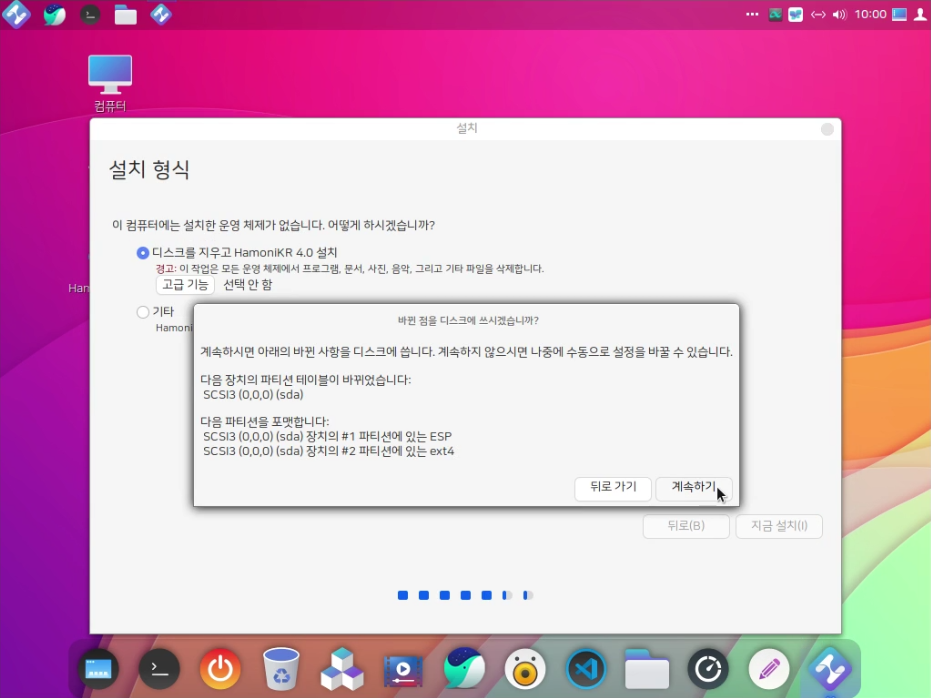 10:00
컴퓨터
설치
설치 형식
이 컴퓨터에는 설치한 운영 체제가 없습니다. 어떻게 하시겠습니까?
디스크를 지우고 HamoniKR 4.0 설치
경고: 이 작업은 모든 운영 체제에서 프로그램, 문서, 사진, 음악, 그리고 기타 파일을 삭제합니다.
고급 기능 선택 안 함
Ham
기타
Hamoni
바뀐 점을 디스크에 쓰시겠습니까?
계속하시면 아래의 바뀐 사항을 디스크에 씁니다. 계속하지 않으시면 나중에 수동으로 설정을 바꿀 수 있습니다.
다음 장치의 파티션 테이블이 바뀌었습니다:
SCSI3 (0,0,0) (sda)
다음 파티션을 포맷합니다:
SCSI3 (0,0,0) (sda) 장치의 #1 파티션에 있는 ESP
SCSI3 (0,0,0) (sda) 장치의 #2 파티션에 있는 ext4
뒤로 가기 계속하기
뒤로(B) 지금 설치(I)